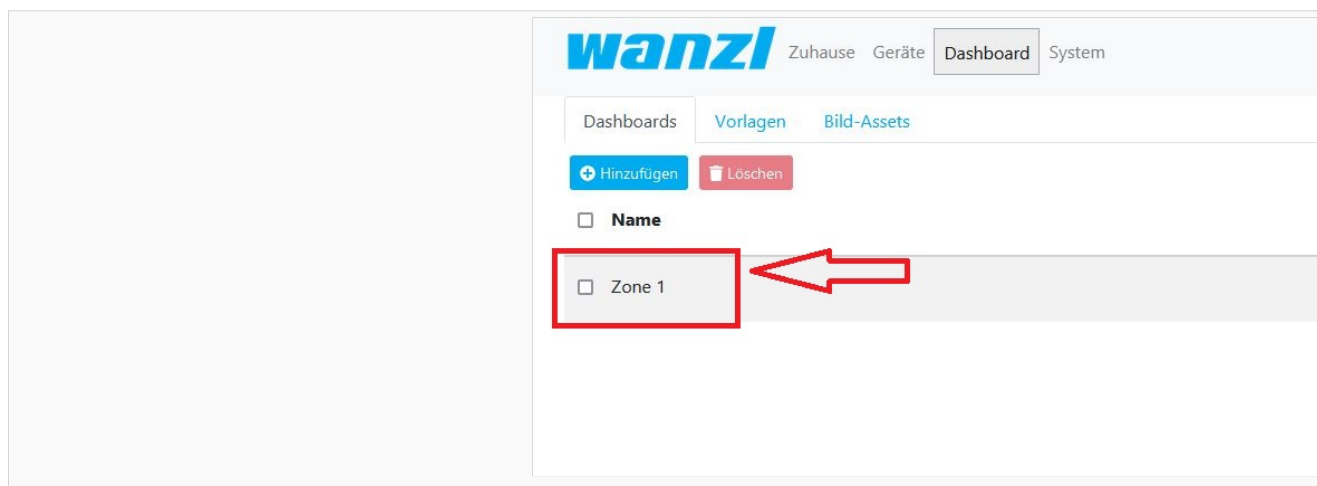 wanzl Zuhause Geräte Dashboard System
Dashboards Vorlagen Bild-Assets
Hinzufügen Löschen
Name
Zone 1